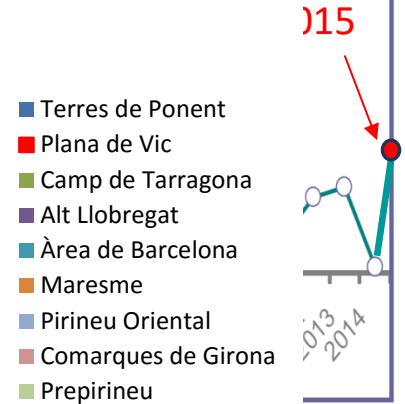 015
Terres de Ponent
Plana de Vic
Camp de Tarragona
Alt Llobregat
Àrea de Barcelona
Maresme
Pirineu Oriental
Comarques de Girona
Prepirineu
2013
2014